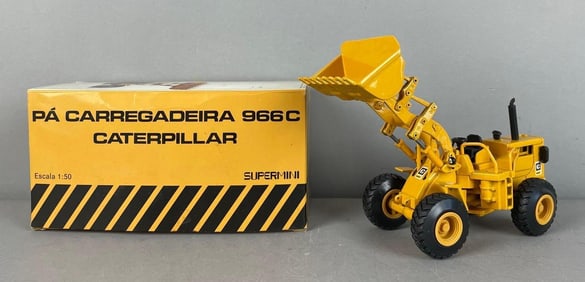 PÁ CARREGADEIRA 966C
CATERPILLAR
Escala 1:50
SUPERMINI